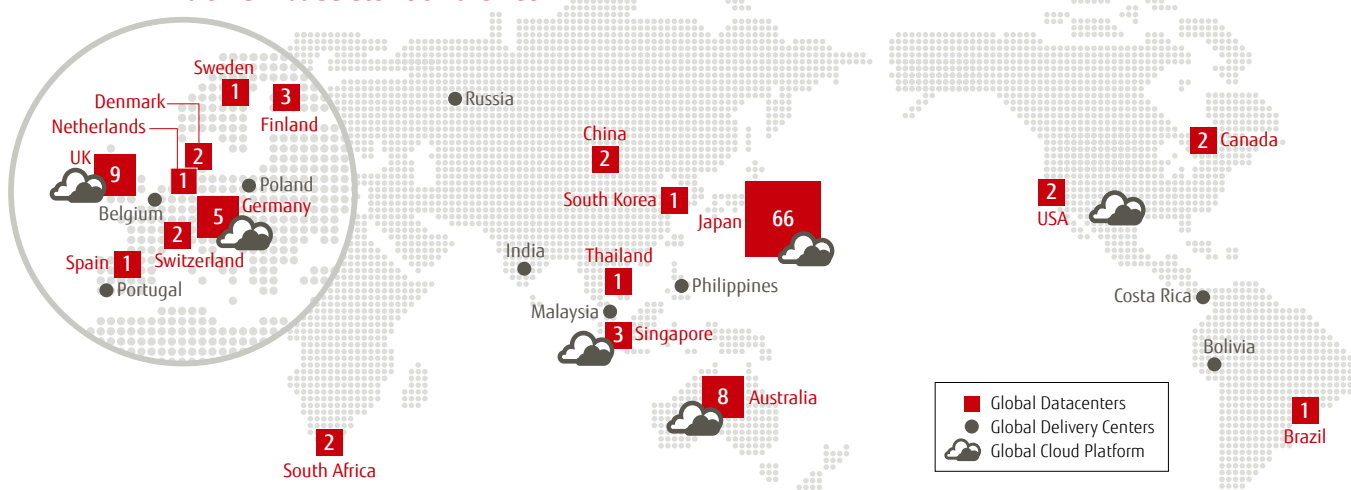 Sweden
1
3
Finland
Denmark
Netherlands
2
UK
9
1
Poland
Belgium
5
Germany
2
Switzerland
Spain
1
Portugal
Russia
China
2
South Korea
1
Japan
66
India
Thailand
1
Philippines
Malaysia
3
Singapore
8
Australia
2
South Africa
2
Canada
2
USA
Costa Rica
Bolivia
1
Brazil
Global Datacenters
Global Delivery Centers
Global Cloud Platform